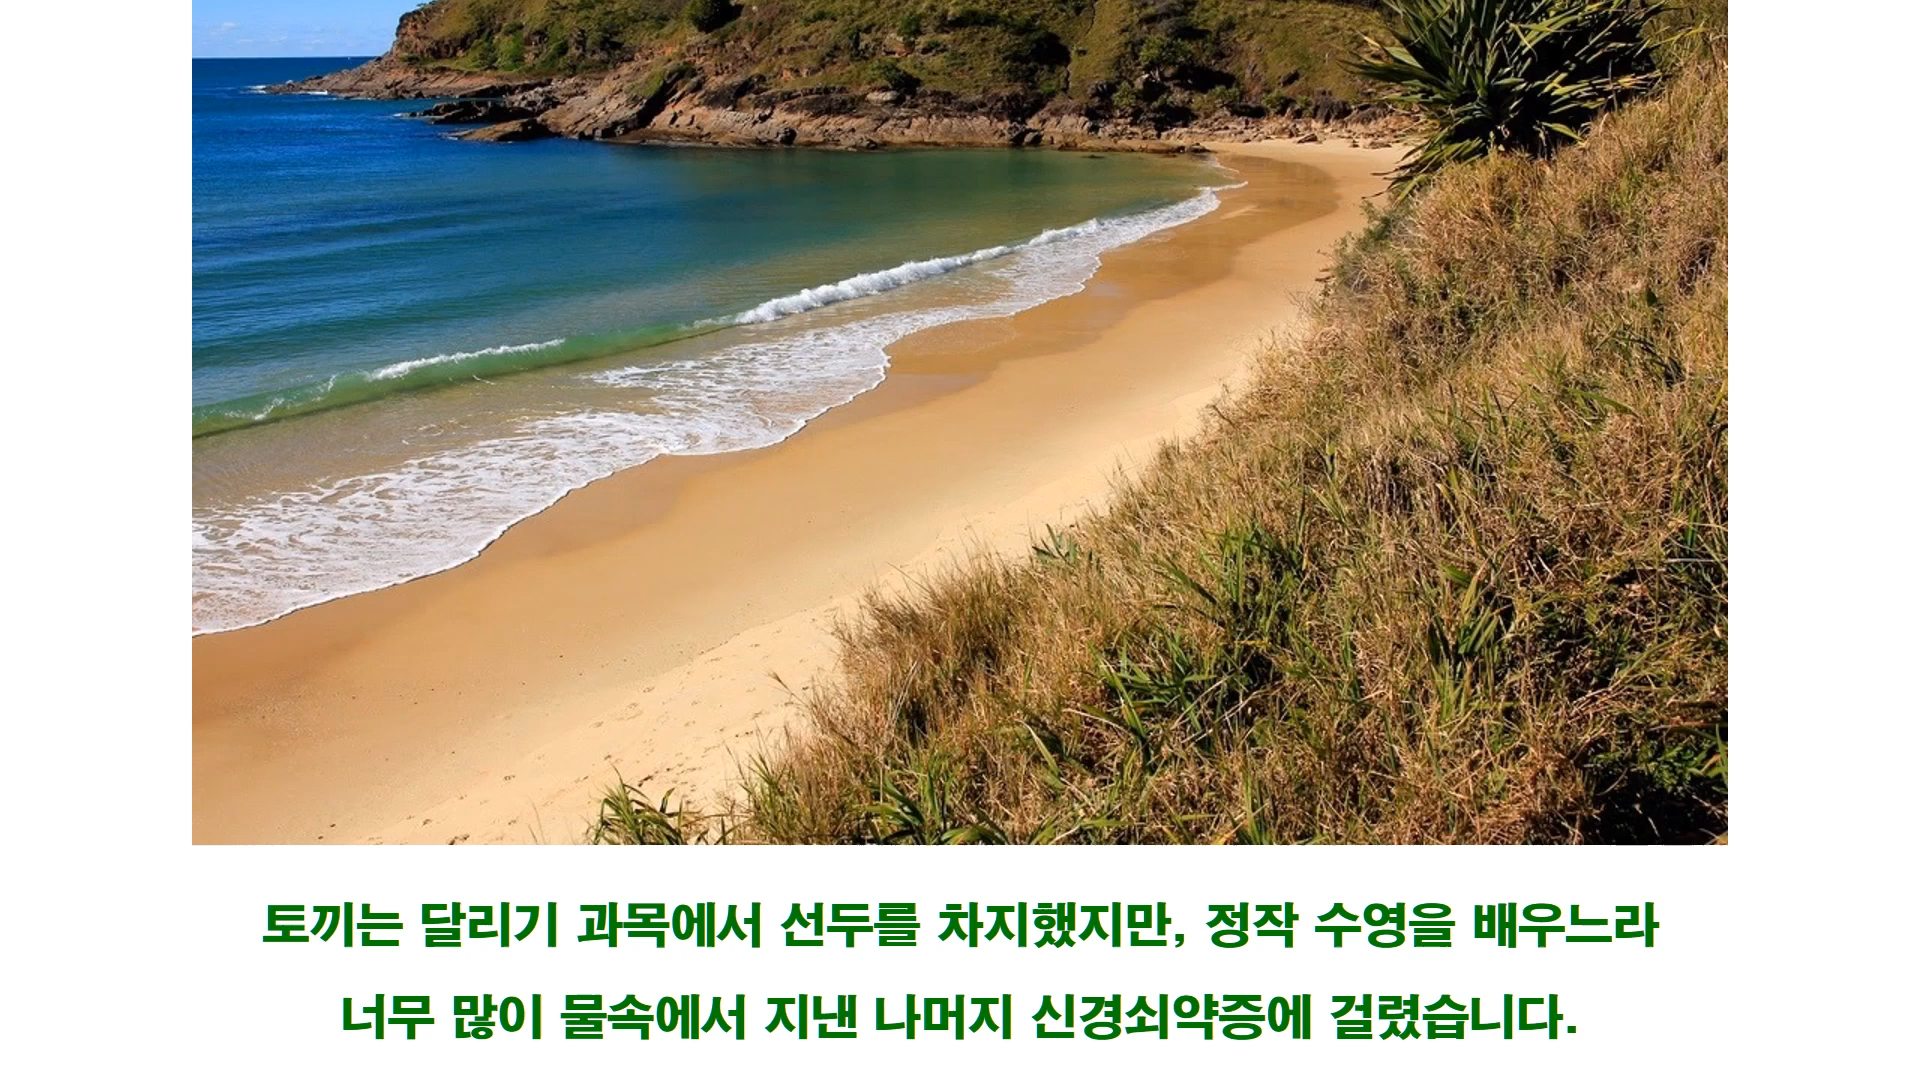 토끼는 달리기 과목에서 선두를 차지했지만, 정작 수영을 배우느라
너무 많이 물속에서 지낸 나머지 신경쇠약증에 걸렸습니다.